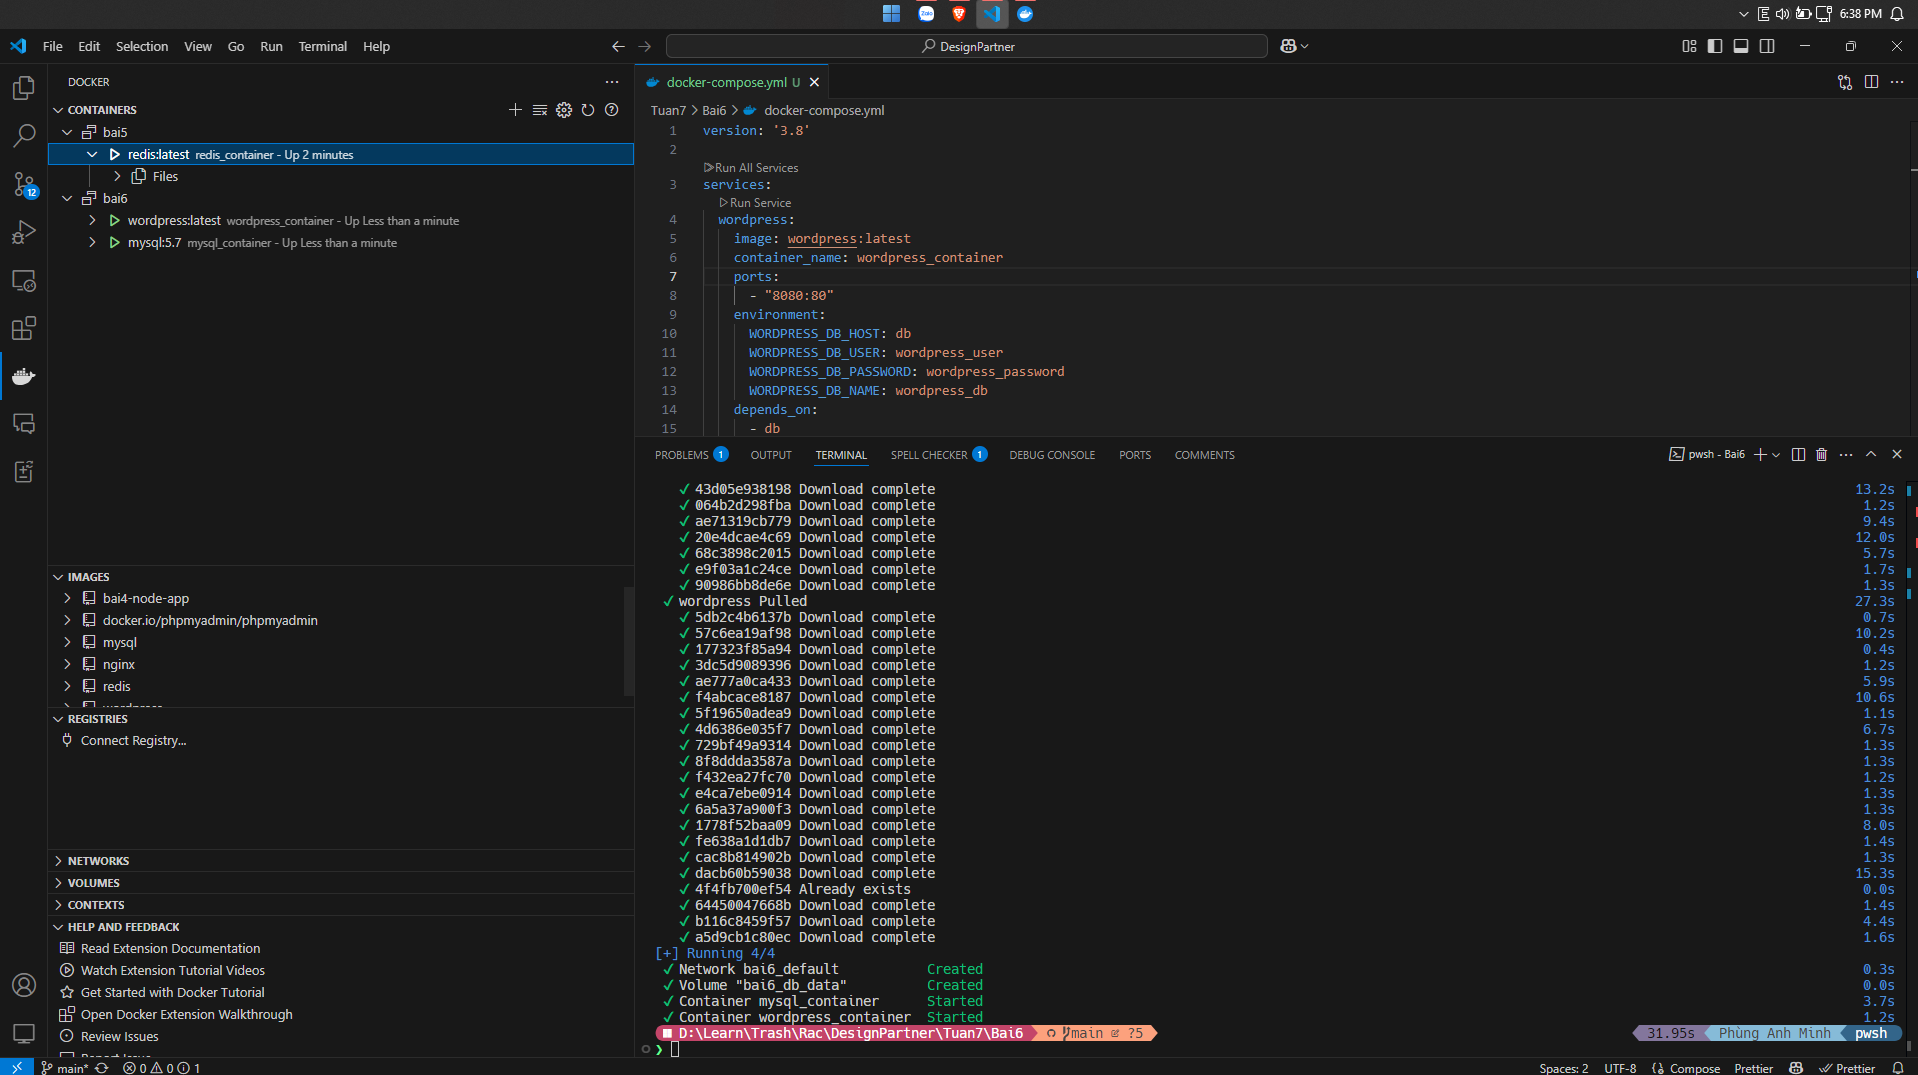 Zalo
6:38 PM
File Edit Selection View Go Run Terminal Help
DesignPartner
DOCKER
CONTAINERS
bai5
redis:latest redis_container - Up 2 minutes
Files
bai6
wordpress:latest wordpress_container - Up Less than a minute
mysql:5.7 mysql_container - Up Less than a minute
12
IMAGES
bai4-node-app
docker.io/phpmyadmin/phpmyadmin
mysql
nginx
redis
REGISTRIES
Connect Registry...
NETWORKS
VOLUMES
CONTEXTS
HELP AND FEEDBACK
Read Extension Documentation
Watch Extension Tutorial Videos
Get Started with Docker Tutorial
Open Docker Extension Walkthrough
Review Issues
docker-compose.yml U
Tuan7 > Bai6 > docker-compose.yml
1 version: '3.8'
2
Run All Services
3 services:
Run Service
4 wordpress:
5 image: wordpress:latest
6 container_name: wordpress_container
7 ports:
8 - "8080:80"
9 environment:
10 WORDPRESS_DB_HOST: db
11 WORDPRESS_DB_USER: wordpress_user
12 WORDPRESS_DB_PASSWORD: wordpress_password
13 WORDPRESS_DB_NAME: wordpress_db
14 depends_on:
15 - db
PROBLEMS 1 OUTPUT TERMINAL SPELL CHECKER 1 DEBUG CONSOLE PORTS COMMENTS
pwsh - Bai6
✓ 43d05e938198 Download complete 13.2s
✓ 064b2d298fba Download complete 1.2s
✓ ae71319cb779 Download complete 9.4s
✓ 20e4dcae4c69 Download complete 12.0s
✓ 68c3898c2015 Download complete 5.7s
✓ e9f03a1c24ce Download complete 1.7s
✓ 90986bb8de6e Download complete 1.3s
✓ wordpress Pulled 27.3s
✓ 5db2c4b6137b Download complete 0.7s
✓ 57c6ea19af98 Download complete 10.2s
✓ 177323f85a94 Download complete 0.4s
✓ 3dc5d9089396 Download complete 1.2s
✓ ae777a0ca433 Download complete 5.9s
✓ f4abcace8187 Download complete 10.6s
✓ 5f19650adea9 Download complete 1.1s
✓ 4d6386e035f7 Download complete 6.7s
✓ 729bf49a9314 Download complete 1.3s
✓ 8f8ddda3587a Download complete 1.3s
✓ f432ea27fc70 Download complete 1.2s
✓ e4ca7ebe0914 Download complete 1.3s
✓ 6a5a37a900f3 Download complete 1.3s
✓ 1778f52baa09 Download complete 8.0s
✓ fe638a1d1db7 Download complete 1.4s
✓ cac8b814902b Download complete 1.3s
✓ dacb60b59038 Download complete 15.3s
✓ 4f4fb700ef54 Already exists 0.0s
✓ 64450047668b Download complete 1.4s
✓ b116c8459f57 Download complete 4.4s
✓ a5d9cb1c80ec Download complete 1.6s
[+] Running 4/4
✓ Network bai6_default Created 0.3s
✓ Volume "bai6_db_data" Created 0.0s
✓ Container mysql_container Started 3.7s
✓ Container wordpress_container Started 1.2s
D:\Learn\Trash\Rac\DesignPartner\Tuan7\Bai6 main ?5 31.95s Phùng Anh Minh pwsh
❯
main* 0 0 1 Spaces: 2 UTF-8 Compose Prettier Prettier